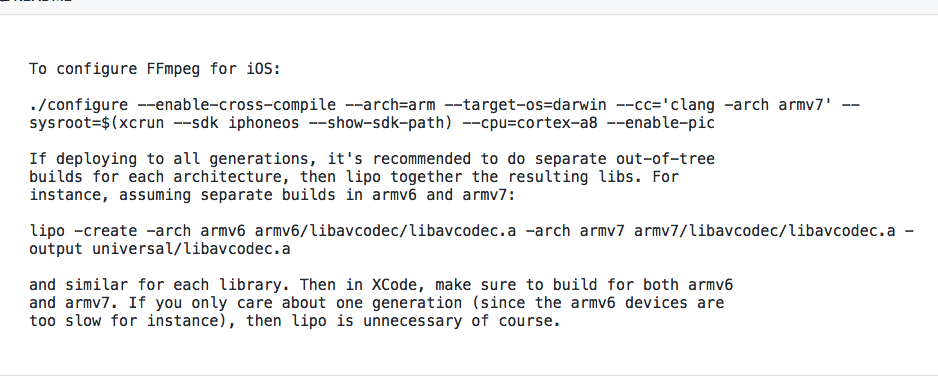 To configure FFmpeg for iOS:
./configure --enable-cross-compile --arch=arm --target-os=darwin --cc='clang -arch armv7' --
sysroot=$(xcrun --sdk iphoneos --show-sdk-path) --cpu=cortex-a8 --enable-pic
If deploying to all generations, it's recommended to do separate out-of-tree
builds for each architecture, then lipo together the resulting libs. For
instance, assuming separate builds in armv6 and armv7:
lipo -create -arch armv6 armv6/libavcodec/libavcodec.a -arch armv7 armv7/libavcodec/libavcodec.a -
output universal/libavcodec.a
and similar for each library. Then in XCode, make sure to build for both armv6
and armv7. If you only care about one generation (since the armv6 devices are
too slow for instance), then lipo is unnecessary of course.